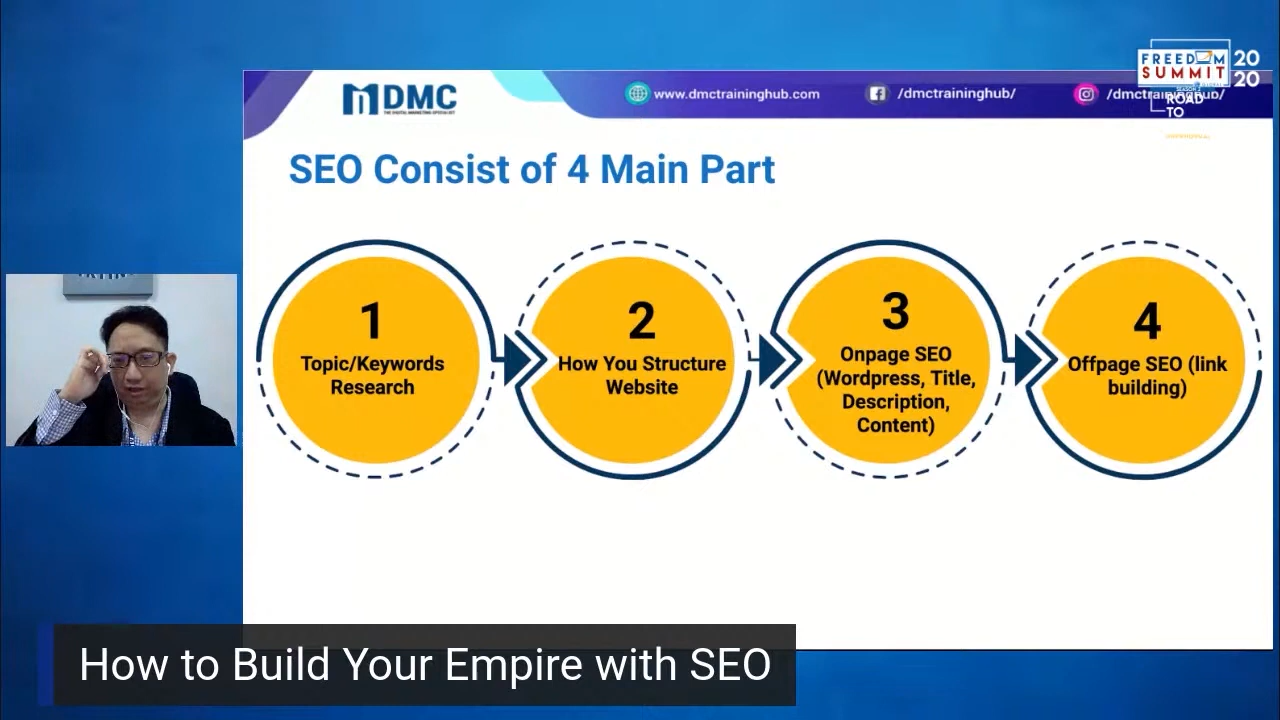 FREEDOM
SUMMIT
20
20
ROAD
TO
DMC
www.dmctraininghub.com
/dmctraininghub/
SEO Consist of 4 Main Part
1
Topic/Keywords
Research
2
How You Structure
Website
3
Onpage SEO
(Wordpress, Title,
Description,
Content)
4
Offpage SEO (link
building)
How to Build Your Empire with SEO